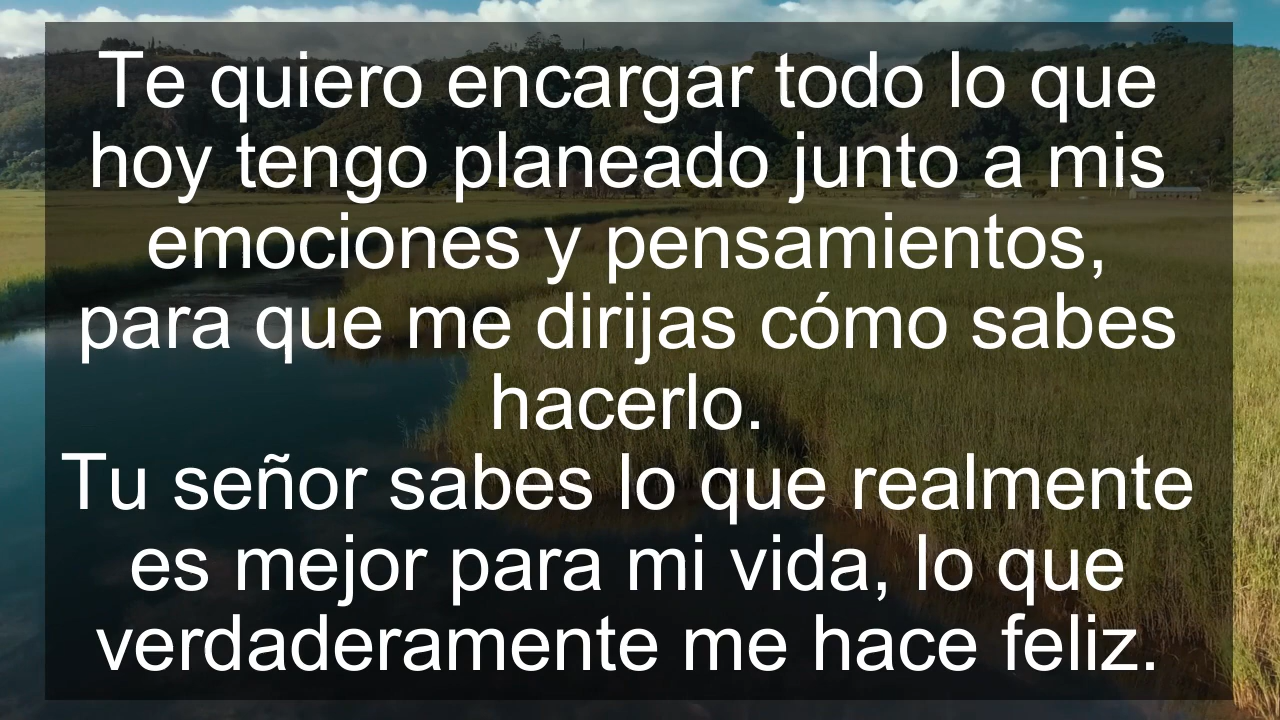 Te quiero encargar todo lo que
hoy tengo planeado junto a mis
emociones y pensamientos,
para que me dirijas cómo sabes
hacerlo.
Tu señor sabes lo que realmente
es mejor para mi vida, lo que
verdaderamente me hace feliz.